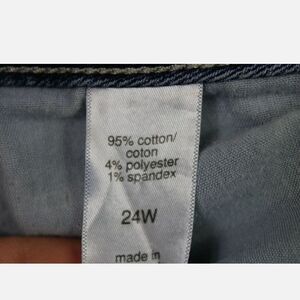 95% cotton/
coton
4% polyester
1% spandex
24W
made in